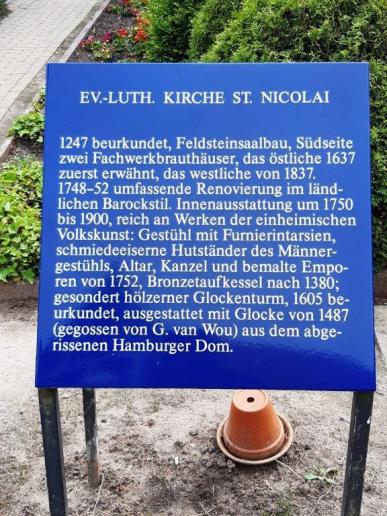 EV.-LUTH. KIRCHE ST. NICOLAI
1247 beurkundet, Feldsteinsaalbau, Südseite
zwei Fachwerkbrauthäuser, das östliche 1637
zuerst erwähnt, das westliche von 1837.
1748–52 umfassende Renovierung im länd-
lichen Barockstil. Innenausstattung um 1750
bis 1900, reich an Werken der einheimischen
Volkskunst: Gestühl mit Furnierintarsien,
schmiedeeiserne Hutständer des Männer-
gestühls, Altar, Kanzel und bemalte Empo-
ren von 1752, Bronzetaufkessel nach 1380;
gesondert hölzerner Glockenturm, 1605 be-
urkundet, ausgestattet mit Glocke von 1487
(gegossen von G. van Wou) aus dem abge-
rissenen Hamburger Dom.